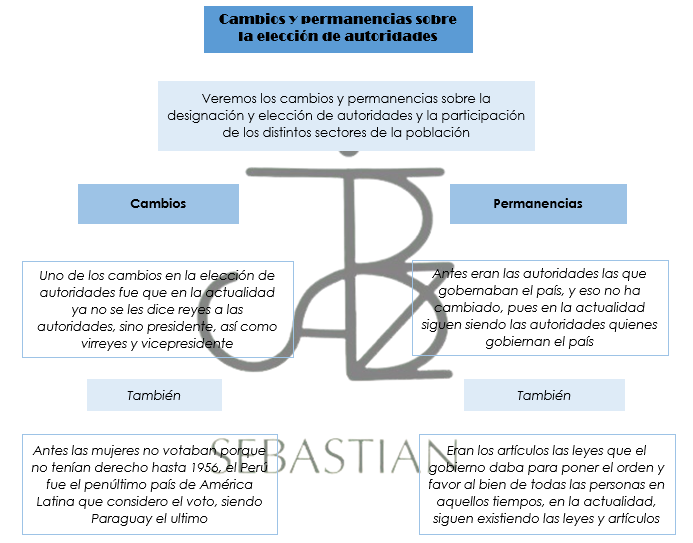 Cambios y permanencias sobre
la elección de autoridades
Veremos los cambios y permanencias sobre la
designación y elección de autoridades y la participación
de los distintos sectores de la población
Cambios
Permanencias
Uno de los cambios en la elección de
autoridades fue que en la actualidad
ya no se les dice reyes a las
autoridades, sino presidente, así como
virreyes y vicepresidente
Antes eran las autoridades las que
gobernaban el país, y eso no ha
cambiado, pues en la actualidad
siguen siendo las autoridades quienes
gobiernan el país
También
También
Antes las mujeres no votaban porque
no tenían derecho hasta 1956, el Perú
fue el penúltimo país de América
Latina que considero el voto, siendo
Paraguay el ultimo
Eran los artículos las leyes que el
gobierno daba para poner el orden y
favor al bien de todas las personas en
aquellos tiempos, en la actualidad,
siguen existiendo las leyes y artículos
SEBASTIAN